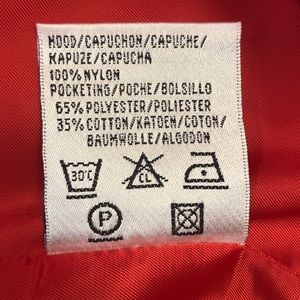 HOOD/CAPUCHON/CAPUCHE/
KAPUZE/CAPUCHA
100% NYLON
POCKETING/POCHE/BOLSILLO
65% POLYESTER/POLIESTER
35% COTTON/KATOEN/COTON/
BAUMWOLLE/ALGODON
30°C CL
P